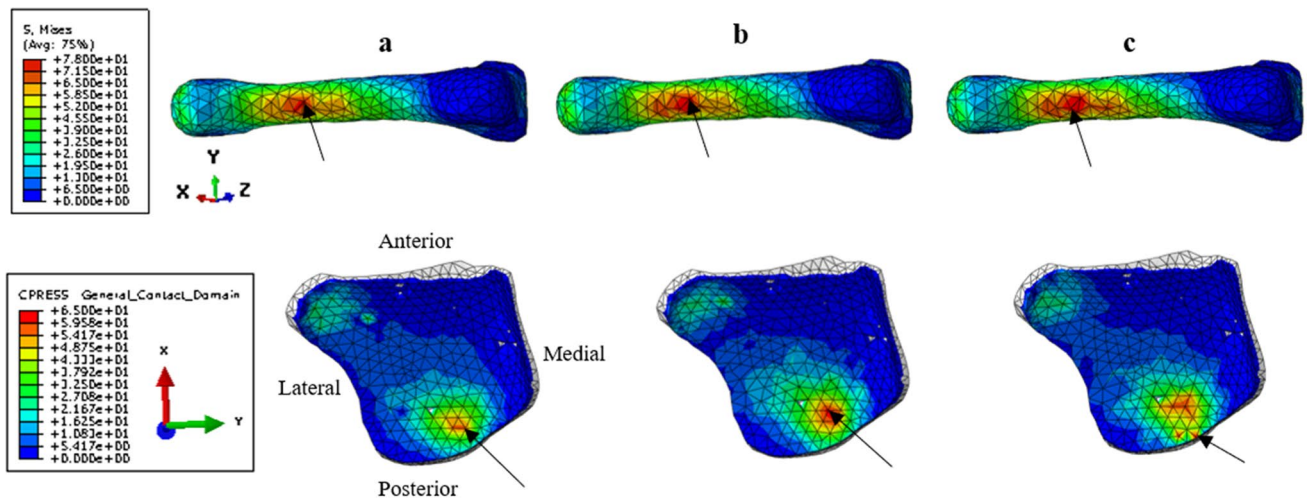 a
b
c
S, Mises
(Avg: 75%)
+7.800e+01
+7.150e+01
+6.500e+01
+5.850e+01
+5.200e+01
+4.550e+01
+3.900e+01
+3.250e+01
+2.600e+01
+1.950e+01
+1.300e+01
+6.500e+00
+0.000e+00
Y
X
Z
Anterior
Medial
Lateral
Posterior
CPRESS General_Contact_Domain
+6.500e+01
+5.958e+01
+5.417e+01
+4.875e+01
+4.333e+01
+3.792e+01
+3.250e+01
+2.708e+01
+2.167e+01
+1.625e+01
+1.083e+01
+5.417e+00
+0.000e+00
X
Y